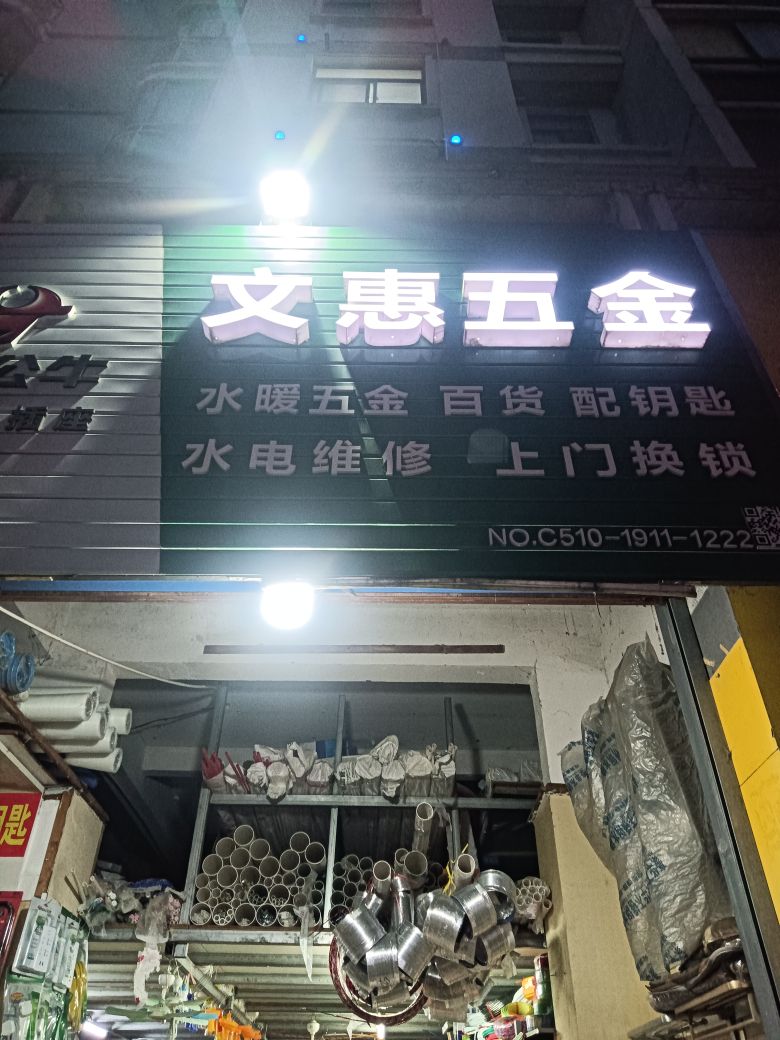 文惠五金
公牛
插座
水暖五金 百货 配钥匙
水电维修 上门换锁
NO.C510-1911-1222
匙